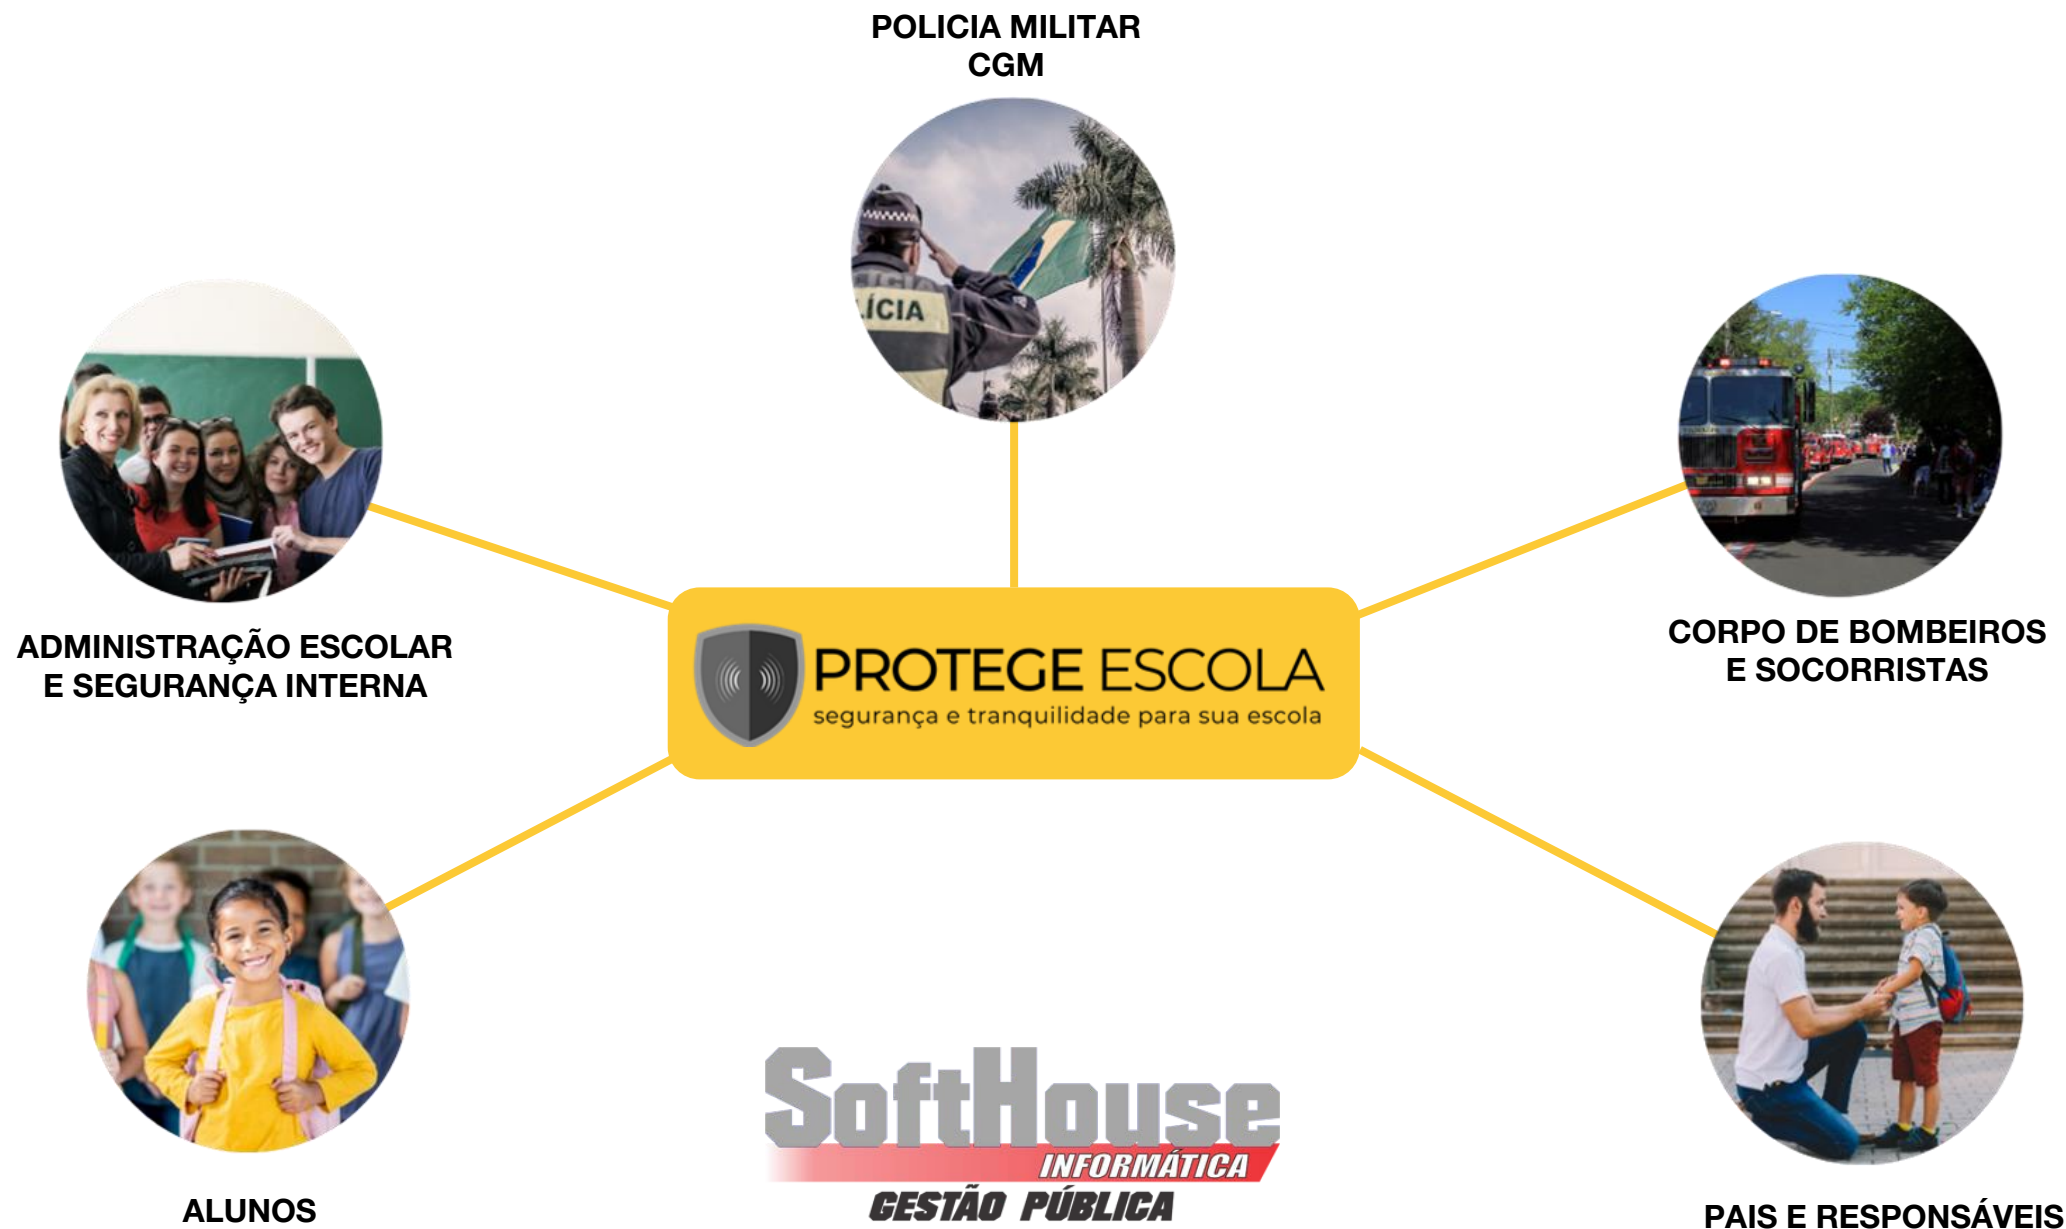 POLICIA MILITAR
CGM
LÍCIA
ADMINISTRAÇÃO ESCOLAR
E SEGURANÇA INTERNA
CORPO DE BOMBEIROS
E SOCORRISTAS
PROTEGE ESCOLA
segurança e tranquilidade para sua escola
ALUNOS
SoftHouse
INFORMÁTICA
GESTÃO PÚBLICA
PAIS E RESPONSÁVEIS